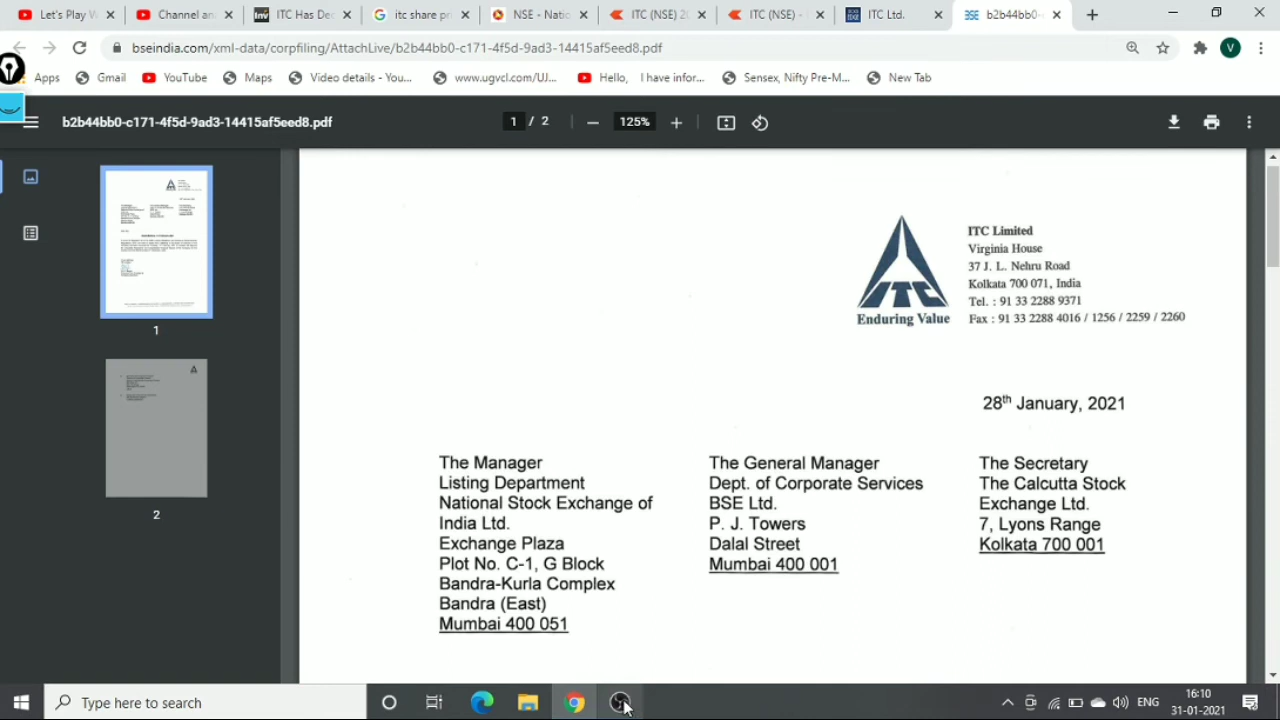 Let's Play W
Channel an
ITC Has Dec
itc share pri
NSE - Natio
ITC (NSE) 20
ITC (NSE) -
ITC Ltd.
b2b44bb0-
bseindia.com/xml-data/corpfiling/AttachLive/b2b44bb0-c171-4f5d-9ad3-14415af5eed8.pdf
V
Apps
Gmail
YouTube
Maps
Video details - You...
www.ugvcl.com/UJ...
Hello, I have infor...
Sensex, Nifty Pre-M...
New Tab
b2b44bb0-c171-4f5d-9ad3-14415af5eed8.pdf
1 / 2
125%
1
2
ITC
Enduring Value
ITC Limited
Virginia House
37 J. L. Nehru Road
Kolkata 700 071, India
Tel. : 91 33 2288 9371
Fax : 91 33 2288 4016 / 1256 / 2259 / 2260
28th January, 2021
The Manager
Listing Department
National Stock Exchange of
India Ltd.
Exchange Plaza
Plot No. C-1, G Block
Bandra-Kurla Complex
Bandra (East)
Mumbai 400 051
The General Manager
Dept. of Corporate Services
BSE Ltd.
P. J. Towers
Dalal Street
Mumbai 400 001
The Secretary
The Calcutta Stock
Exchange Ltd.
7, Lyons Range
Kolkata 700 001
Type here to search
ENG
16:10
31-01-2021